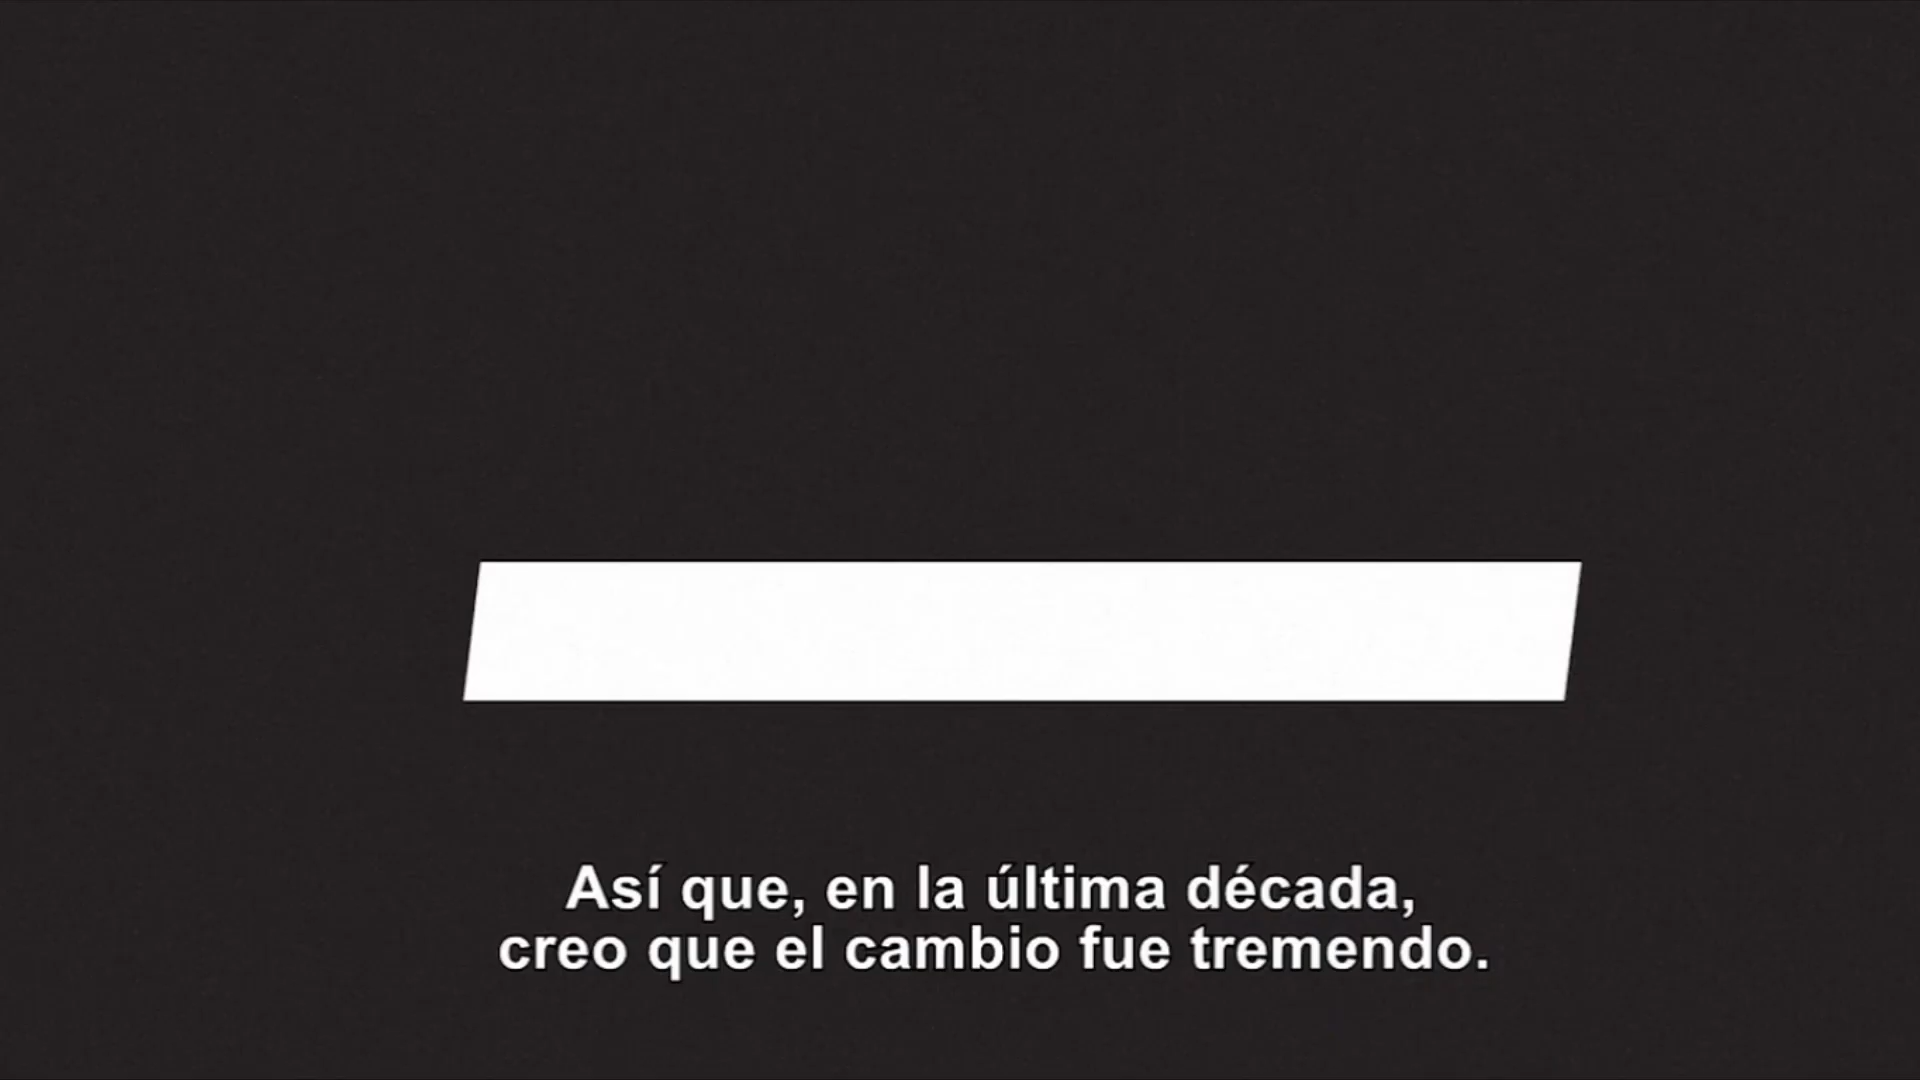 Así que, en la última década,
creo que el cambio fue tremendo.